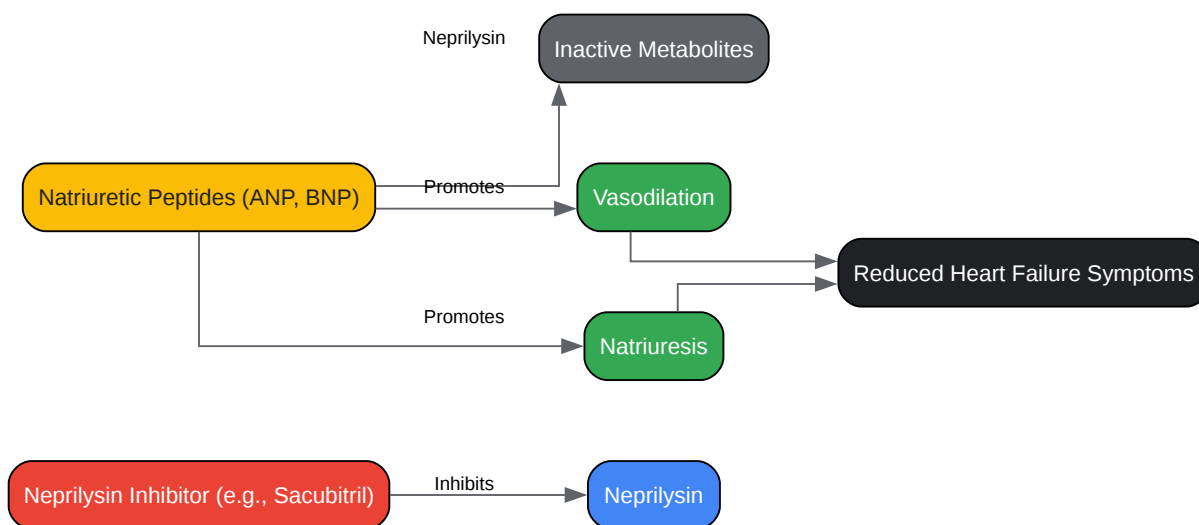 Neprilysin
Inactive Metabolites
Natriuretic Peptides (ANP, BNP)
Promotes
Vasodilation
Reduced Heart Failure Symptoms
Promotes
Natriuresis
Neprilysin Inhibitor (e.g., Sacubitril)
Inhibits
Neprilysin